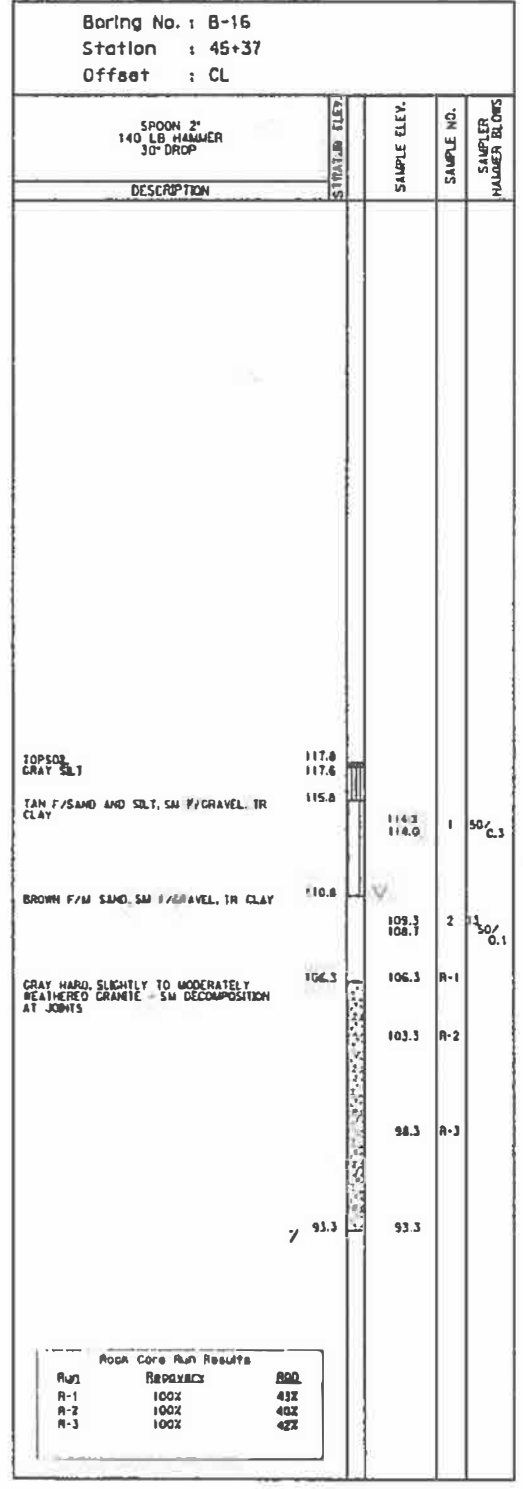 Boring No. : B-16
Station : 45+37
Offset : CL
SPOON 2"
140 LB HAMMER
30" DROP
DESCRIPTION
STRATUM ELEV.
SAMPLE ELEV.
SAMPLE NO.
SAMPLER
HAMMER BLOWS
TOPSOIL 117.8
GRAY SILT 117.6
TAN F/SAND AND SILT, SM F/GRAVEL, TR 115.8
CLAY
114.3 1 50/
114.0 0.3
BROWN F/M SAND, SM F/GRAVEL, TR CLAY 110.8
109.3 2 13
108.7 50/
0.1
106.3 106.3 R-1
GRAY HARD, SLIGHTLY TO MODERATELY
WEATHERED GRANITE - SM DECOMPOSITION
AT JOINTS
103.3 R-2
98.3 R-3
93.3 93.3
Rock Core Run Results
Run Recovery RQD
R-1 100% 43%
R-2 100% 40%
R-3 100% 42%